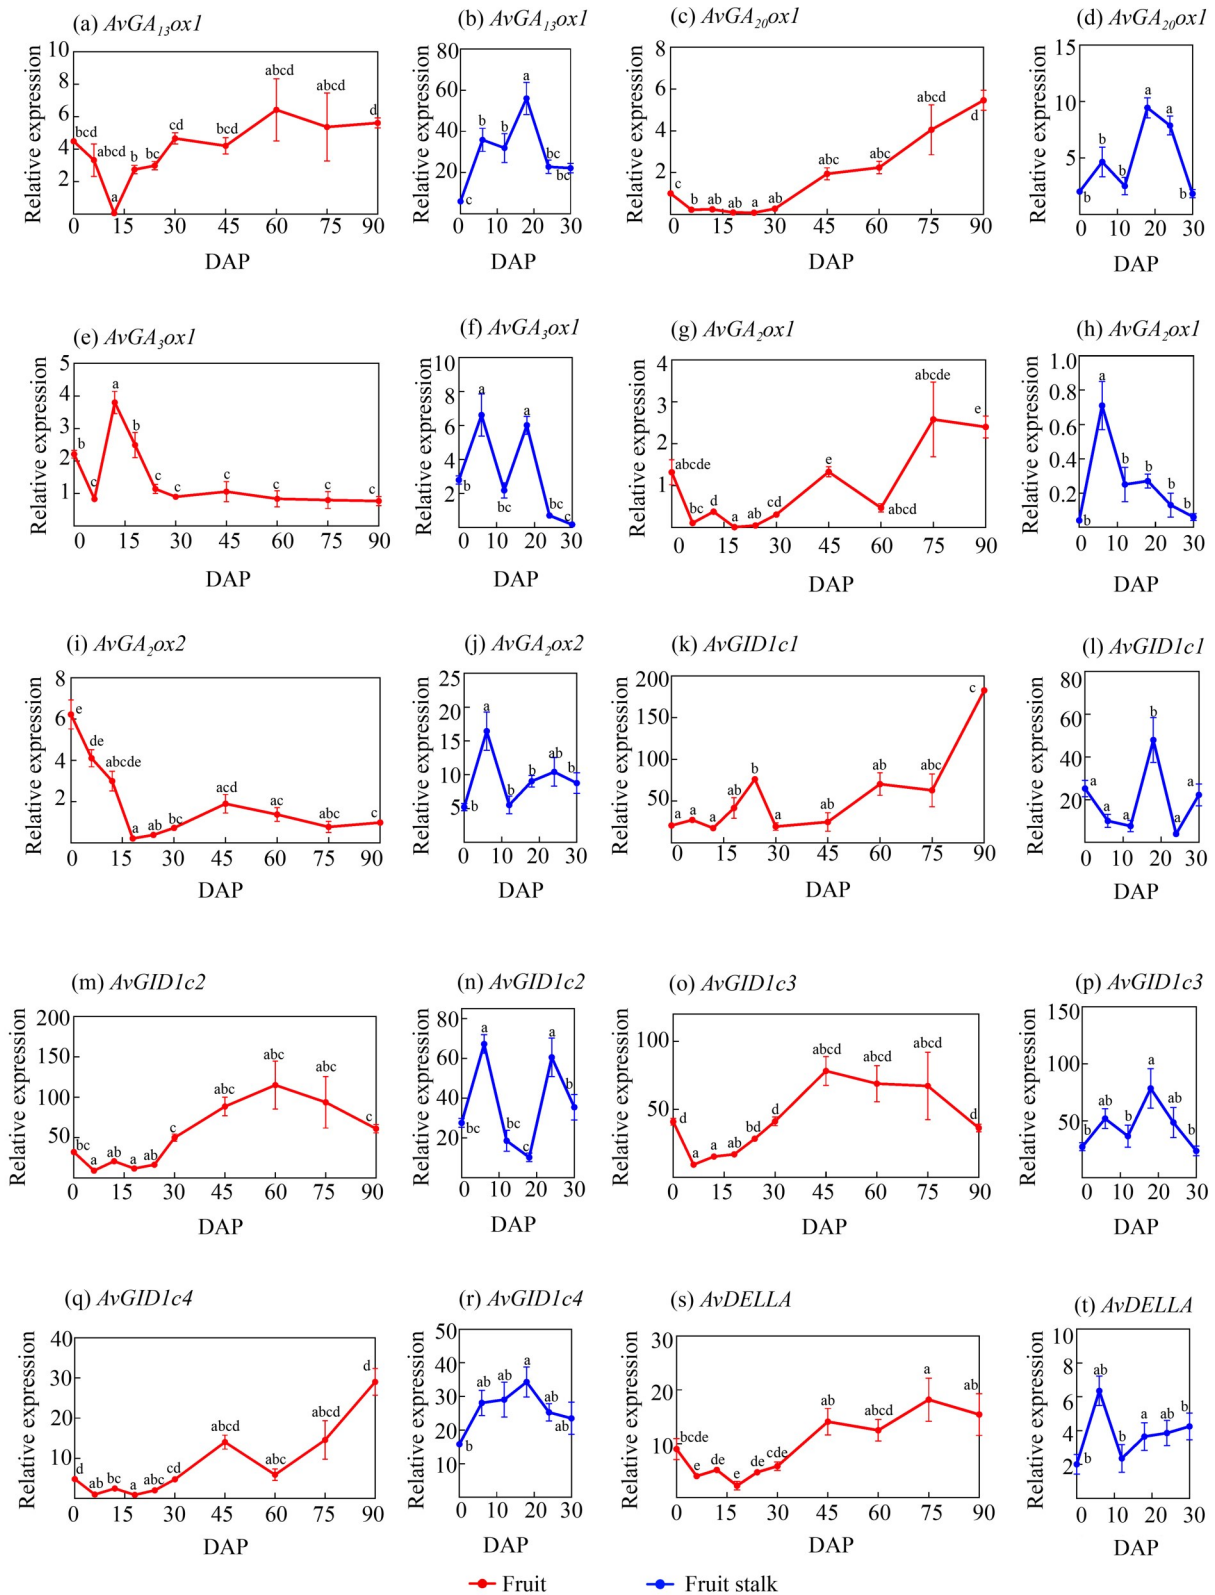 (a) AvGA₁₃ox1
Relative expression
10
8
6
4
2
bcd
abcd
a
b
bc
cd
bcd
abcd
abcd
d
0 15 30 45 60 75 90
DAP
(b) AvGA₁₃ox1
Relative expression
80
60
40
20
c
b
b
a
bc
bc
0 10 20 30
DAP
(c) AvGA₂₀ox1
Relative expression
8
6
4
2
c
b
ab
ab
a
ab
abc
abc
abcd
d
0 15 30 45 60 75 90
DAP
(d) AvGA₂₀ox1
Relative expression
15
10
5
b
b
b
a
a
b
0 10 20 30
DAP
(e) AvGA₃ox1
Relative expression
5
4
3
2
1
b
c
a
b
c
c
c
c
c
c
0 15 30 45 60 75 90
DAP
(f) AvGA₃ox1
Relative expression
10
8
6
4
2
b
a
bc
a
bc
c
0 10 20 30
DAP
(g) AvGA₂ox1
Relative expression
4
3
2
1
abcde
bc
d
a
ab
cd
e
abcd
abcde
e
0 15 30 45 60 75 90
DAP
(h) AvGA₂ox1
Relative expression
1.0
0.8
0.6
0.4
0.2
b
a
b
b
b
b
0 10 20 30
DAP
(i) AvGA₂ox2
Relative expression
8
6
4
2
e
de
abcde
a
ab
bc
acd
ac
abc
c
0 15 30 45 60 75 90
DAP
(j) AvGA₂ox2
Relative expression
25
20
15
10
5
b
a
b
b
ab
b
0 10 20 30
DAP
(k) AvGID1c1
Relative expression
200
150
100
50
a
a
a
ab
b
a
ab
ab
abc
c
0 15 30 45 60 75 90
DAP
(l) AvGID1c1
Relative expression
80
60
40
20
a
a
a
b
a
a
0 10 20 30
DAP
(m) AvGID1c2
Relative expression
200
150
100
50
bc
a
ab
a
ab
c
abc
abc
abc
c
0 15 30 45 60 75 90
DAP
(n) AvGID1c2
Relative expression
80
60
40
20
bc
a
bc
c
a
b
0 10 20 30
DAP
(o) AvGID1c3
Relative expression
100
50
d
a
a
ab
bd
d
abcd
abcd
abcd
d
0 15 30 45 60 75 90
DAP
(p) AvGID1c3
Relative expression
150
100
50
b
ab
b
a
ab
b
0 10 20 30
DAP
(q) AvGID1c4
Relative expression
40
30
20
10
d
ab
bc
a
abc
cd
abcd
abc
abcd
d
0 15 30 45 60 75 90
DAP
(r) AvGID1c4
Relative expression
50
40
30
20
10
b
ab
ab
a
ab
ab
0 10 20 30
DAP
(s) AvDELLA
Relative expression
30
20
10
bcde
e
de
e
de
cde
ab
abcd
a
ab
0 15 30 45 60 75 90
DAP
(t) AvDELLA
Relative expression
10
8
6
4
2
b
ab
b
a
ab
b
0 10 20 30
DAP
Fruit
Fruit stalk